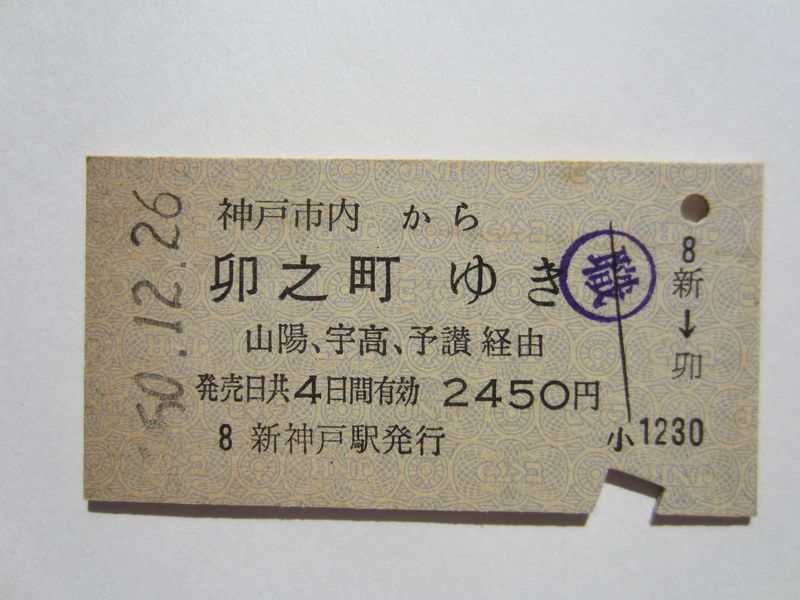 50.12.26
神戸市内 から
卯之町 ゆき
山陽、宇高、予讃 経由
発売日共4日間有効 2450円
8 新神戸駅発行
8
新
↓
卯
小1230